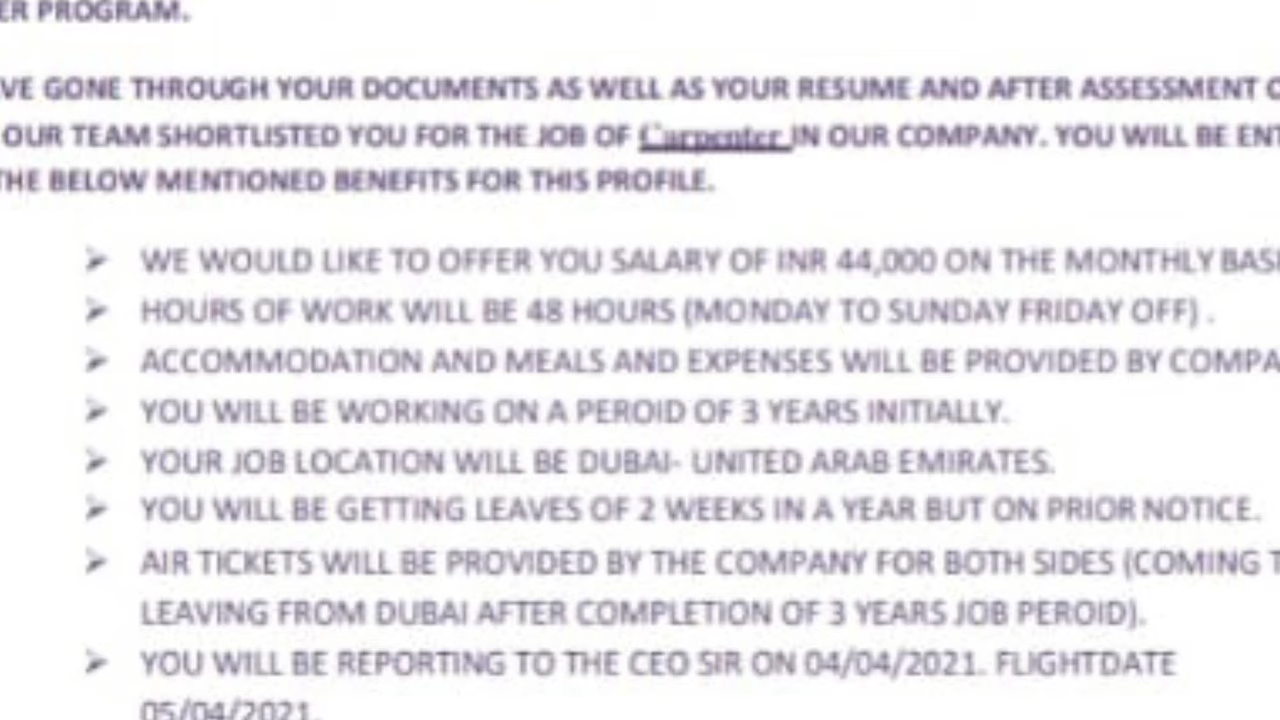 ER PROGRAM.
VE GONE THROUGH YOUR DOCUMENTS AS WELL AS YOUR RESUME AND AFTER ASSESSMENT O
OUR TEAM SHORTLISTED YOU FOR THE JOB OF Carpenter IN OUR COMPANY. YOU WILL BE ENT
THE BELOW MENTIONED BENEFITS FOR THIS PROFILE.
➢ WE WOULD LIKE TO OFFER YOU SALARY OF INR 44,000 ON THE MONTHLY BASI
➢ HOURS OF WORK WILL BE 48 HOURS (MONDAY TO SUNDAY FRIDAY OFF) .
➢ ACCOMMODATION AND MEALS AND EXPENSES WILL BE PROVIDED BY COMPA
➢ YOU WILL BE WORKING ON A PEROID OF 3 YEARS INITIALLY.
➢ YOUR JOB LOCATION WILL BE DUBAI- UNITED ARAB EMIRATES.
➢ YOU WILL BE GETTING LEAVES OF 2 WEEKS IN A YEAR BUT ON PRIOR NOTICE.
➢ AIR TICKETS WILL BE PROVIDED BY THE COMPANY FOR BOTH SIDES (COMING T
LEAVING FROM DUBAI AFTER COMPLETION OF 3 YEARS JOB PEROID).
➢ YOU WILL BE REPORTING TO THE CEO SIR ON 04/04/2021. FLIGHTDATE
05/04/2021.